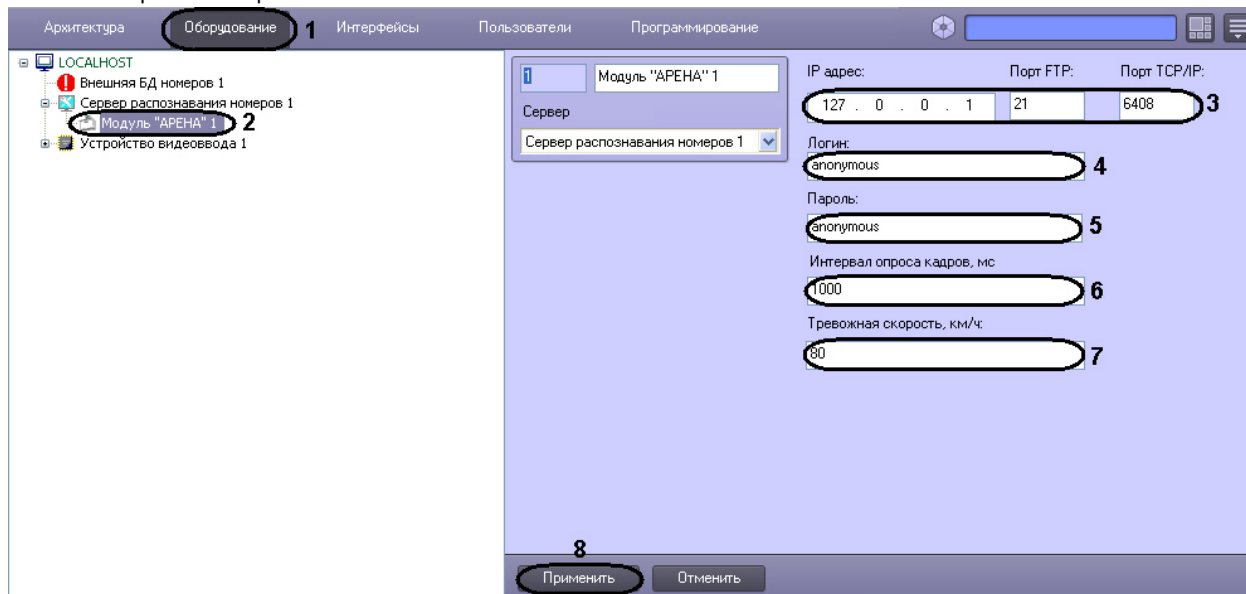 Архитектура Оборудование 1 Интерфейсы Пользователи Программирование
LOCALHOST
Внешняя БД номеров 1
Сервер распознавания номеров 1
Модуль "АРЕНА" 1 2
Устройство видеоввода 1
1 Модуль "АРЕНА" 1
Сервер
Сервер распознавания номеров 1
IP адрес: Порт FTP: Порт TCP/IP:
127 . 0 . 0 . 1 21 6408 3
Логин:
anonymous 4
Пароль:
anonymous 5
Интервал опроса кадров, мс
1000 6
Тревожная скорость, км/ч:
80 7
8
Применить Отменить